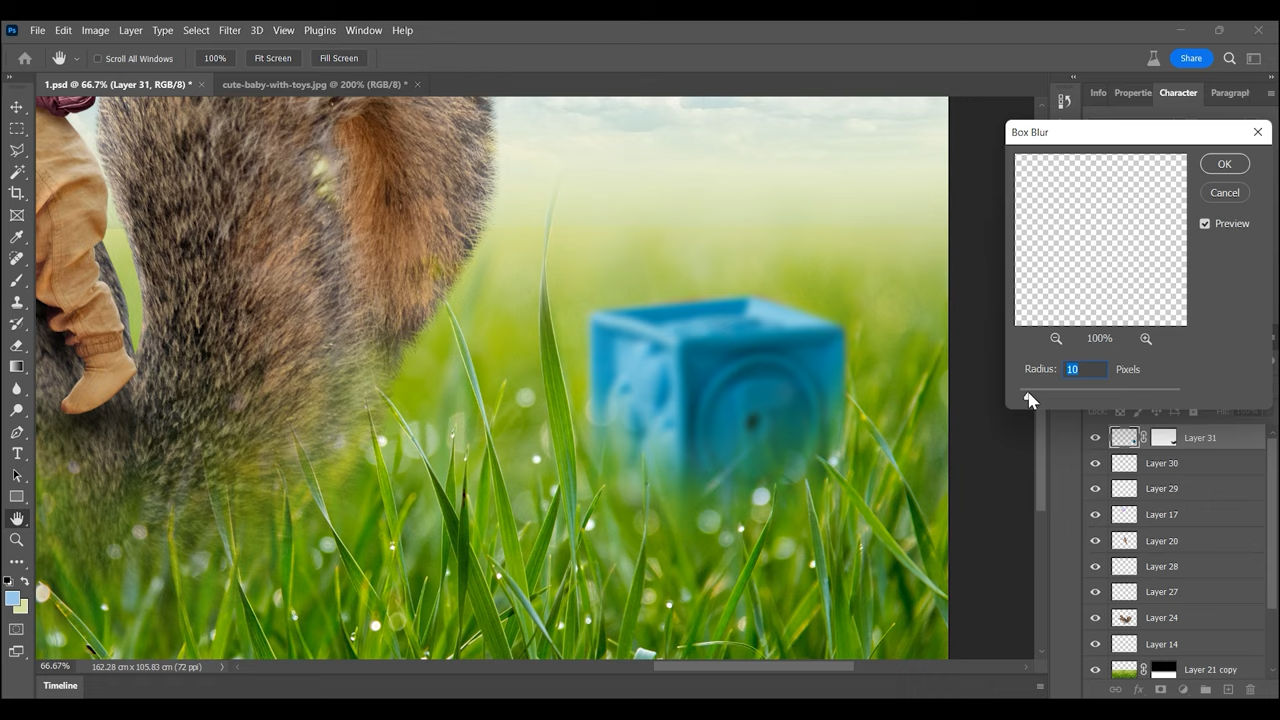 Ps File Edit Image Layer Type Select Filter 3D View Plugins Window Help
Scroll All Windows 100% Fit Screen Fill Screen Share
1.psd @ 66.7% (Layer 31, RGB/8) * cute-baby-with-toys.jpg @ 200% (RGB/8) *
Info Propertie Character Paragraph
Box Blur
OK
Cancel
Preview
100%
Radius: 10 Pixels
Layer 31
Layer 30
Layer 29
Layer 17
Layer 20
Layer 28
Layer 27
Layer 24
Layer 14
Layer 21 copy
66.67% 162.28 cm x 105.83 cm (72 ppi)
Timeline